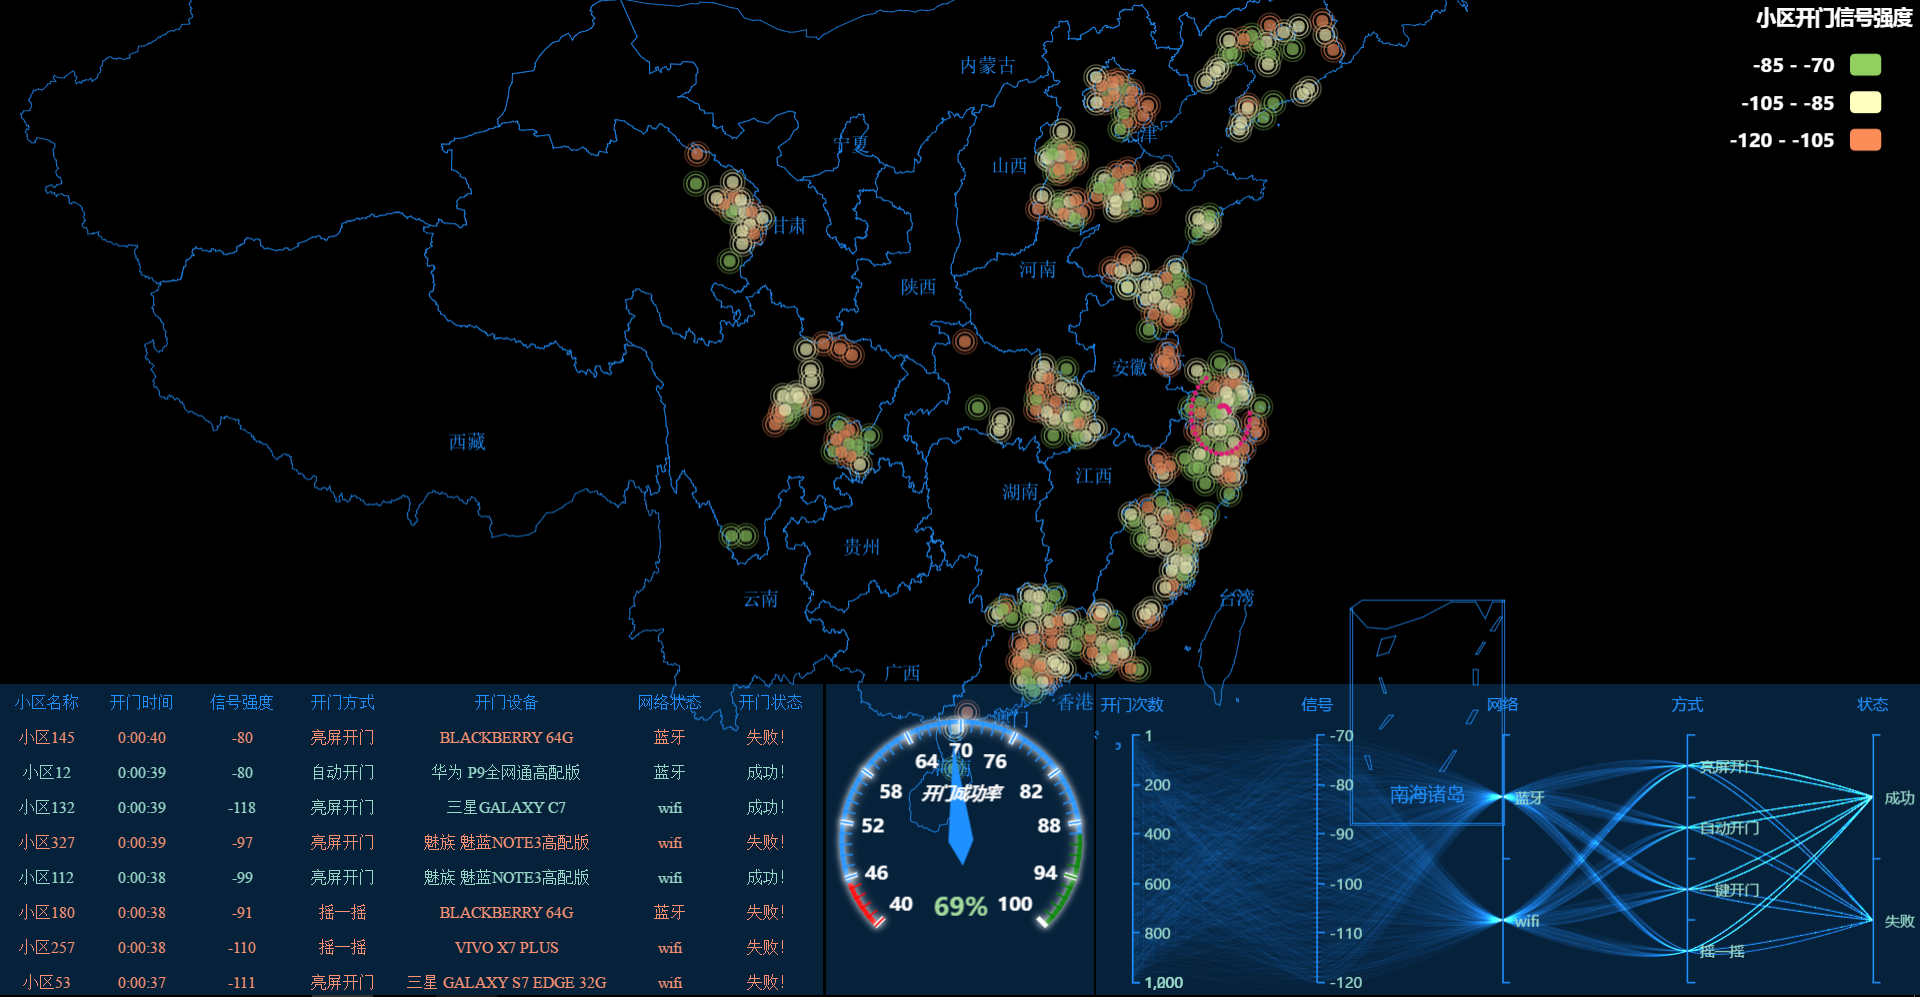 小区开门信号强度
-85 - -70
-105 - -85
-120 - -105
内蒙古
天津
宁夏
山西
甘肃
河南
陕西
安徽
西藏
江西
湖南
贵州
云南
台湾
广西
香港
澳门
南海诸岛
小区名称 开门时间 信号强度 开门方式 开门设备 网络状态 开门状态
小区145 0:00:40 -80 亮屏开门 BLACKBERRY 64G 蓝牙 失败!
小区12 0:00:39 -80 自动开门 华为 P9全网通高配版 蓝牙 成功!
小区132 0:00:39 -118 亮屏开门 三星GALAXY C7 wifi 成功!
小区327 0:00:39 -97 亮屏开门 魅族 魅蓝NOTE3高配版 wifi 失败!
小区112 0:00:38 -99 亮屏开门 魅族 魅蓝NOTE3高配版 wifi 成功!
小区180 0:00:38 -91 摇一摇 BLACKBERRY 64G 蓝牙 失败!
小区257 0:00:38 -110 摇一摇 VIVO X7 PLUS wifi 失败!
小区53 0:00:37 -111 亮屏开门 三星 GALAXY S7 EDGE 32G wifi 失败!
40
46
52
58
64
70
76
82
88
94
100
开门成功率
69%
开门次数 信号 网络 方式 状态
1
200
400
600
800
1,000
-70
-80
-90
-100
-110
-120
蓝牙
wifi
亮屏开门
自动开门
一键开门
摇一摇
成功
失败